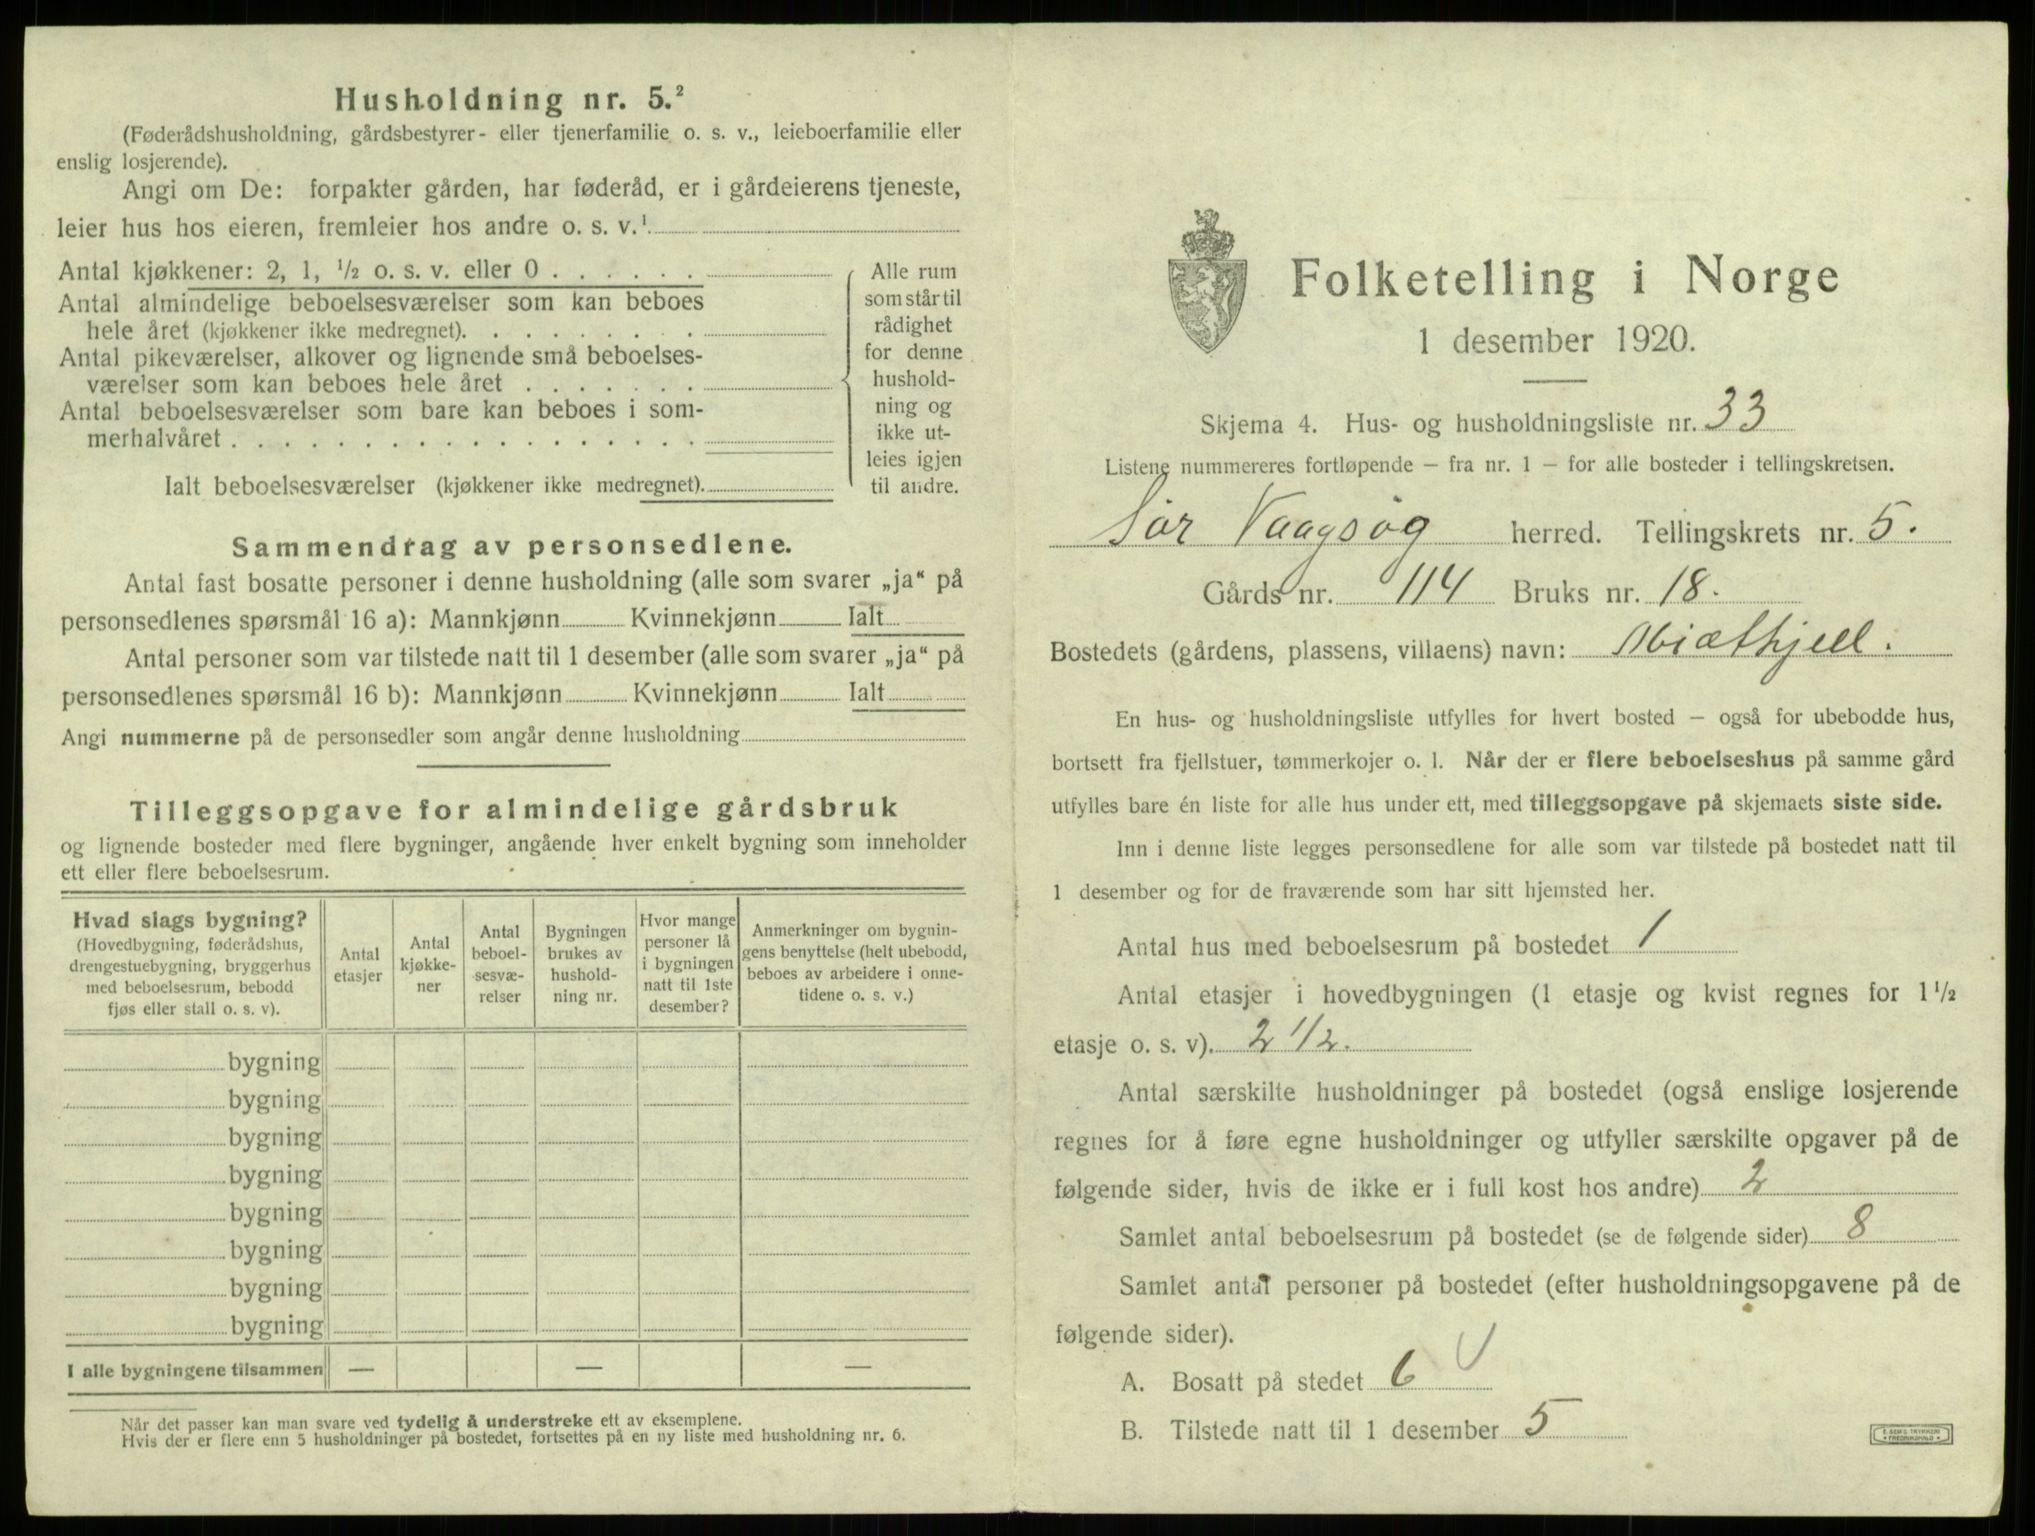 Husholdning nr. 5.²
(Føderådshusholdning, gårdsbestyrer- eller tjenerfamilie o. s. v., leieboerfamilie eller
enslig losjerende).
Angi om De: forpakter gården, har føderåd, er i gårdeierens tjeneste,
leier hus hos eieren, fremleier hos andre o. s. v.¹
Antal kjøkkener: 2, 1, ½ o. s. v. eller 0
Antal almindelige beboelsesværelser som kan beboes
hele året (kjøkkener ikke medregnet).
Antal pikeværelser, alkover og lignende små beboelses-
værelser som kan beboes hele året
Antal beboelsesværelser som bare kan beboes i som-
merhalvåret
Ialt beboelsesværelser (kjøkkener ikke medregnet).
Alle rum
som står til
rådighet
for denne
hushold-
ning og
ikke ut-
leies igjen
til andre.
Sammendrag av personsedlene.
Antal fast bosatte personer i denne husholdning (alle som svarer „ja“ på
personsedlenes spørsmål 16 a): Mannkjønn Kvinnekjønn Ialt
Antal personer som var tilstede natt til 1 desember (alle som svarer „ja“ på
personsedlenes spørsmål 16 b): Mannkjønn Kvinnekjønn Ialt
Angi nummerne på de personsedler som angår denne husholdning
Tilleggsopgave for almindelige gårdsbruk
og lignende bosteder med flere bygninger, angående hver enkelt bygning som inneholder
ett eller flere beboelsesrum.
Hvad slags bygning?
(Hovedbygning, føderådshus,
drengestuebygning, bryggerhus
med beboelsesrum, bebodd
fjøs eller stall o. s. v).
Antal
etasjer
Antal
kjøkke-
ner
Antal
beboel-
sesvæ-
relser
Bygningen
brukes av
hushold-
ning nr.
Hvor mange
personer lå
i bygningen
natt til 1ste
desember?
Anmerkninger om bygnin-
gens benyttelse (helt ubebodd,
beboes av arbeidere i onne-
tidene o. s. v.)
bygning
bygning
bygning
bygning
bygning
bygning
bygning
bygning
I alle bygningene tilsammen — — —
Når det passer kan man svare ved tydelig å understreke ett av eksemplene.
Hvis der er flere enn 5 husholdninger på bostedet, fortsettes på en ny liste med husholdning nr. 6.
Folketelling i Norge
1 desember 1920.
Skjema 4. Hus- og husholdningsliste nr. 33
Listene nummereres fortløpende — fra nr. 1 — for alle bosteder i tellingskretsen.
Sør Vaagsøg herred. Tellingskrets nr. 5.
Gårds nr. 114 Bruks nr. 18.
Bostedets (gårdens, plassens, villaens) navn:
En hus- og husholdningsliste utfylles for hvert bosted — også for ubebodde hus,
bortsett fra fjellstuer, tømmerkojer o. l. Når der er flere beboelseshus på samme gård
utfylles bare én liste for alle hus under ett, med tilleggsopgave på skjemaets siste side.
Inn i denne liste legges personsedlene for alle som var tilstede på bostedet natt til
1 desember og for de fraværende som har sitt hjemsted her.
Antal hus med beboelsesrum på bostedet 1
Antal etasjer i hovedbygningen (1 etasje og kvist regnes for 1½
etasje o. s. v). 2 1/2.
Antal særskilte husholdninger på bostedet (også enslige losjerende
regnes for å føre egne husholdninger og utfyller særskilte opgaver på de
følgende sider, hvis de ikke er i full kost hos andre) 2
Samlet antal beboelsesrum på bostedet (se de følgende sider) 8
Samlet antal personer på bostedet (efter husholdningsopgavene på de
følgende sider).
A. Bosatt på stedet 6
B. Tilstede natt til 1 desember 5
E. SEMS TRYKKERI
FREDRIKSHALD